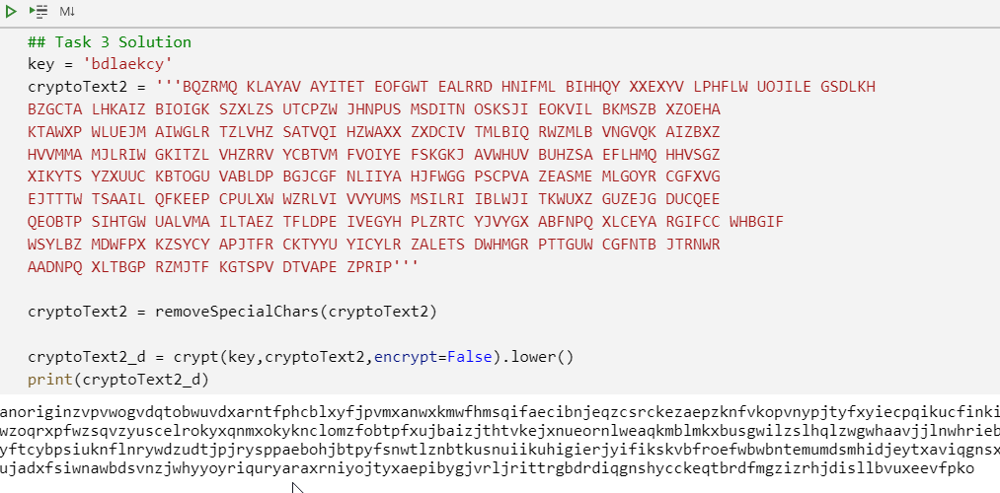 M↓
## Task 3 Solution
key = 'bdlaekcy'
cryptoText2 = '''BQZRMQ KLAYAV AYITET EOFGWT EALRRD HNIFML BIHHQY XXEXYV LPHFLW UOJILE GSDLKH
BZGCTA LHKAIZ BIOIGK SZXLZS UTCPZW JHNPUS MSDITN OSKSJI EOKVIL BKMSZB XZOEHA
KTAWXP WLUEJM AIWGLR TZLVHZ SATVQI HZWAXX ZXDCIV TMLBIQ RWZMLB VNGVQK AIZBXZ
HVVMMA MJLRIW GKITZL VHZRRV YCBTVM FVOIYE FSKGKJ AVWHUV BUHZSA EFLHMQ HHVSGZ
XIKYTS YZXUUC KBTOGU VABLDP BGJCGF NLIIYA HJFWGG PSCPVA ZEASME MLGOYR CGFXVG
EJTTTW TSAAIL QFKEEP CPULXW WZRLVI VVYUMS MSILRI IBLWJI TKWUXZ GUZEJG DUCQEE
QEOBTP SIHTGW UALVMA ILTAEZ TFLDPE IVEGYH PLZRTC YJVYGX ABFNPQ XLCEYA RGIFCC WHBGIF
WSYLBZ MDWFPX KZSYCY APJTFR CKTYYU YICYLR ZALETS DWHMGR PTTGUW CGFNTB JTRNWR
AADNPQ XLTBGP RZMJTF KGTSPV DTVAPE ZPRIP'''
cryptoText2 = removeSpecialChars(cryptoText2)
cryptoText2_d = crypt(key,cryptoText2,encrypt=False).lower()
print(cryptoText2_d)
anoriginzvpvwogvdqtobwuvdxarntfphcblxyfjpvmxanwxkmwfhmsqifaecibnjeqzcsrckezaepzknfvkopvnypjtyfxyiecpqikucfinki
wzoqrxpfwzsqvzyuscelrokyxqnmxokyknclomzfobtpfxujbaizjthtvkejxnueornlweaqkmblmkxbusgwilzslhqlzwgwhaavjjlnwhrieb
yftcybpsiuknflnrywdzudtjpjrysppaebohjbtpyfsnwtlznbtkusnuiikuhigierjyifikskvbfroefwbwbntemumdsmhidjeytxaviqgnsx
ujadxfsiwnawbdsvnzjwhyyoyriquryaraxrniyojtyxaepibygjvrljrittrgbdrdiqgnshycckeqtbrdfmgzizrhjdisllbvuxeevfpko